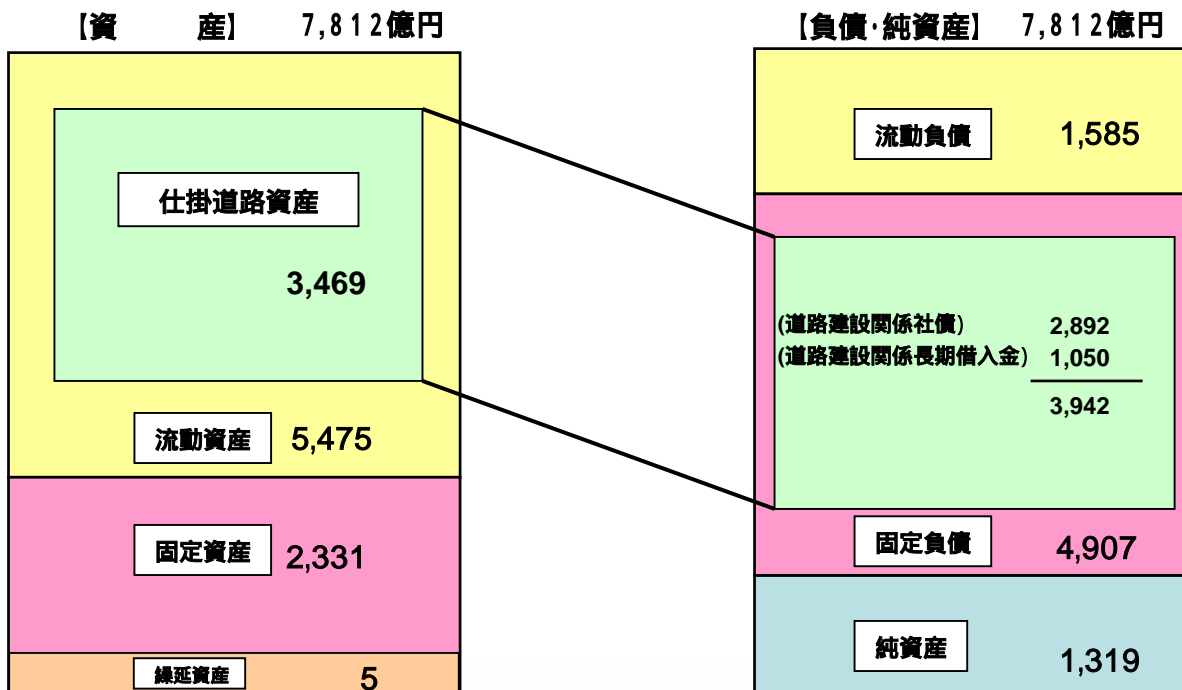 【資　産】 7,812億円
仕掛道路資産
3,469
流動資産 5,475
固定資産 2,331
繰延資産 5
【負債・純資産】 7,812億円
流動負債 1,585
(道路建設関係社債) 2,892
(道路建設関係長期借入金) 1,050
3,942
固定負債 4,907
純資産 1,319